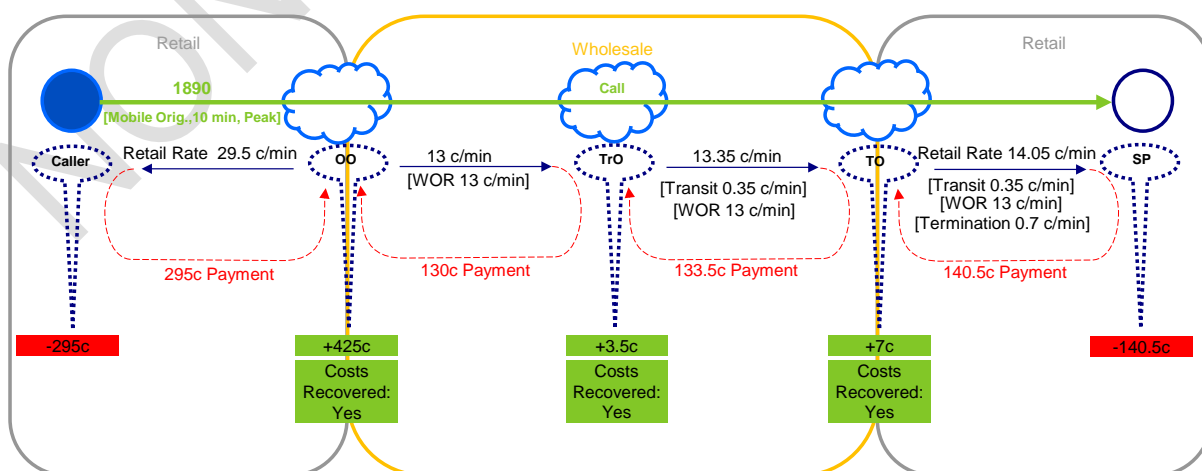 Retail
Wholesale
Retail
1890
Call
[Mobile Orig.,10 min, Peak]
Caller
Retail Rate 29.5 c/min
OO
13 c/min
[WOR 13 c/min]
TrO
13.35 c/min
[Transit 0.35 c/min]
[WOR 13 c/min]
TO
Retail Rate 14.05 c/min
[Transit 0.35 c/min]
[WOR 13 c/min]
[Termination 0.7 c/min]
SP
295c Payment
130c Payment
133.5c Payment
140.5c Payment
-295c
+425c
+3.5c
+7c
-140.5c
Costs
Recovered:
Yes
Costs
Recovered:
Yes
Costs
Recovered:
Yes